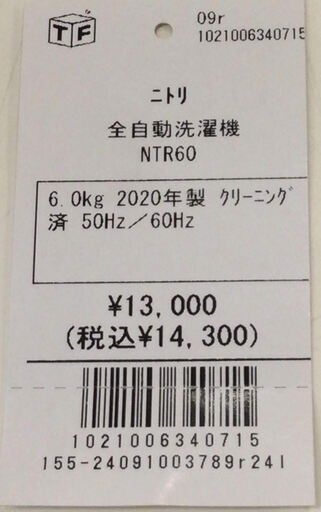 TF
09r
1021006340715
ニトリ
全自動洗濯機
NTR60
6.0kg 2020年製 クリーニング
済 50Hz／60Hz
¥13,000
(税込¥14,300)
1021006340715
155-24091003789r24l